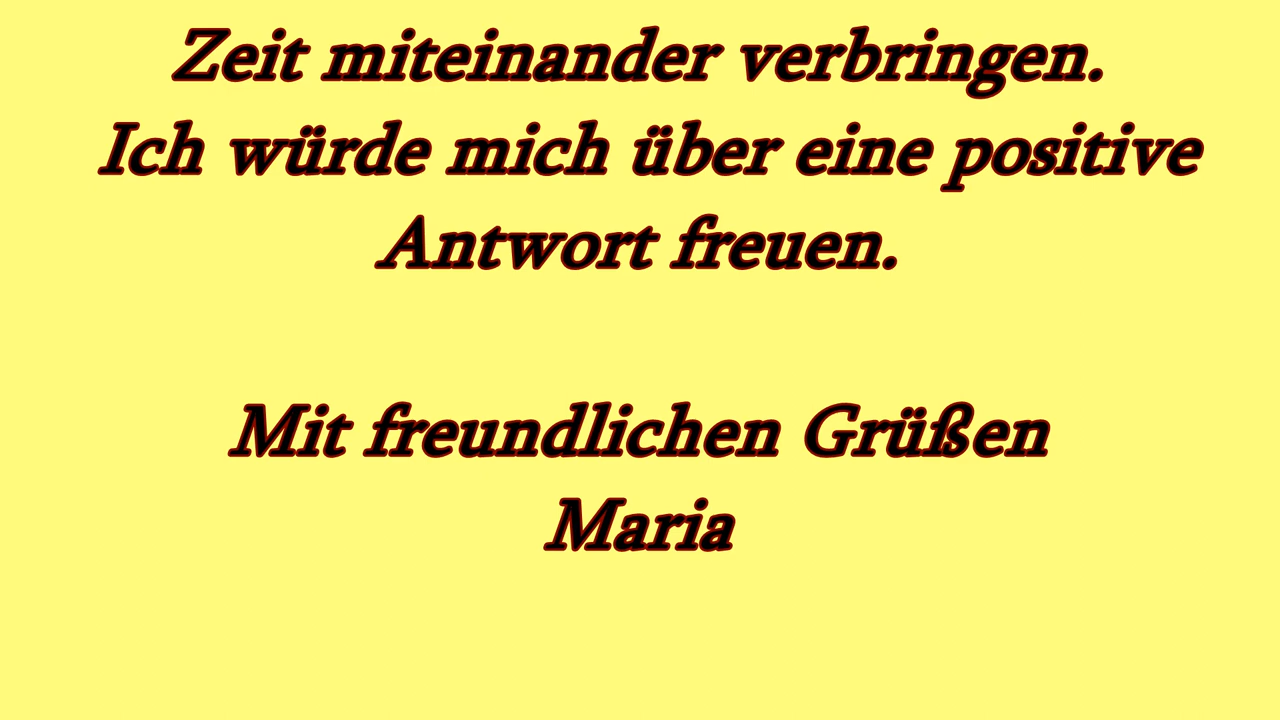 Zeit miteinander verbringen.
Ich würde mich über eine positive
Antwort freuen.
Mit freundlichen Grüßen
Maria